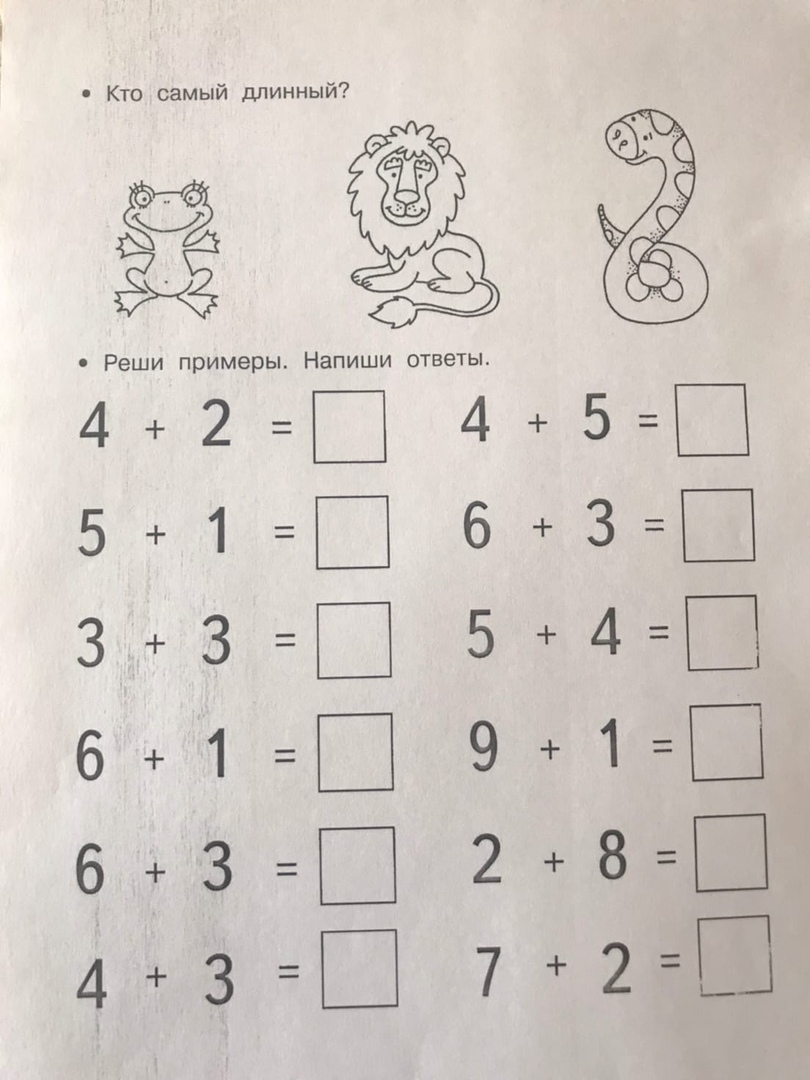 • Кто самый длинный?
• Реши примеры. Напиши ответы.
4 + 2 = 4 + 5 =
5 + 1 = 6 + 3 =
3 + 3 = 5 + 4 =
6 + 1 = 9 + 1 =
6 + 3 = 2 + 8 =
4 + 3 = 7 + 2 =